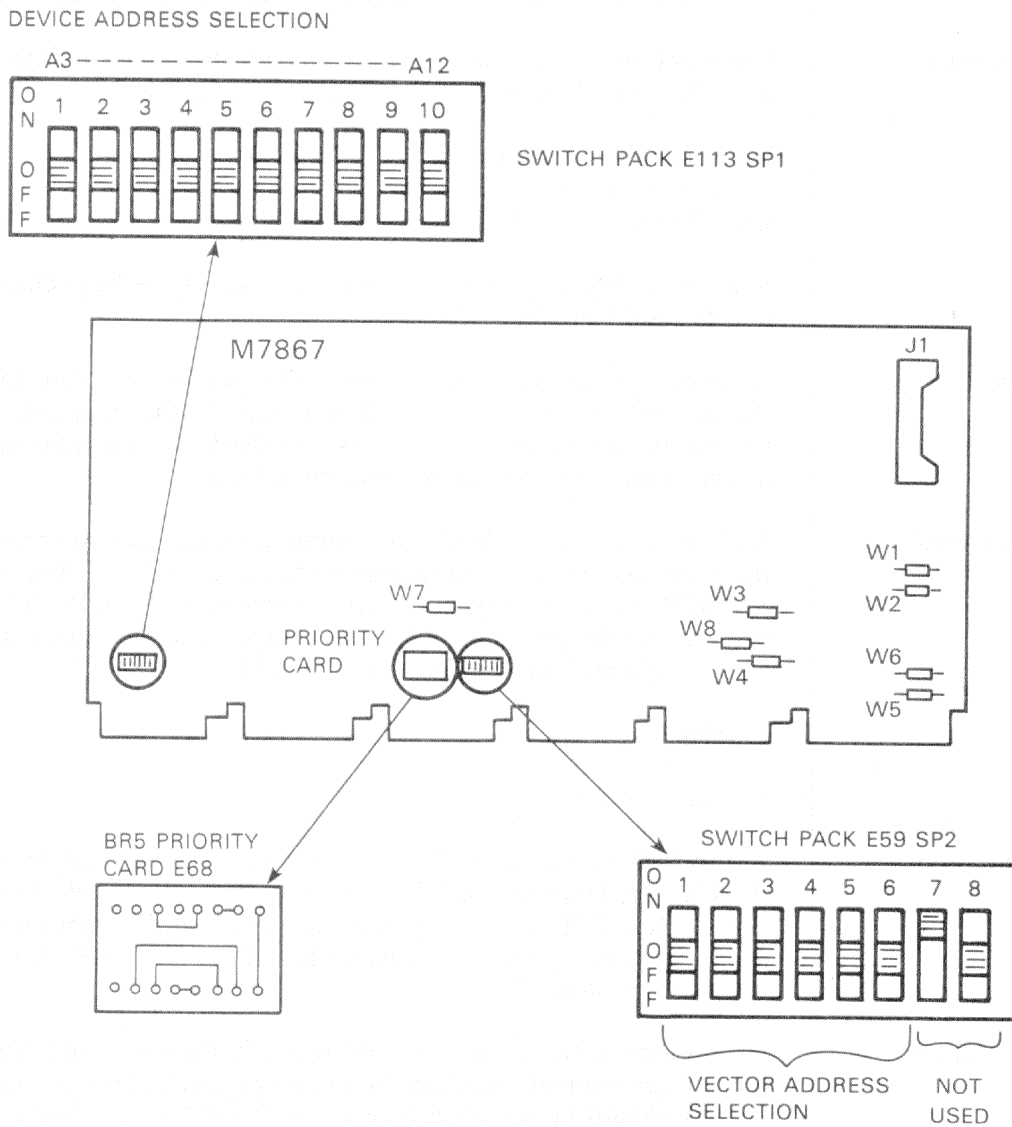 DEVICE ADDRESS SELECTION
A3 A12
ON OFF
1 2 3 4 5 6 7 8 9 10
SWITCH PACK E113 SP1
M7867
J1
W1
W2
W7
W3
W8
W4
W6
W5
PRIORITY
CARD
BR5 PRIORITY
CARD E68
SWITCH PACK E59 SP2
ON OFF
1 2 3 4 5 6 7 8
VECTOR ADDRESS
SELECTION
NOT
USED